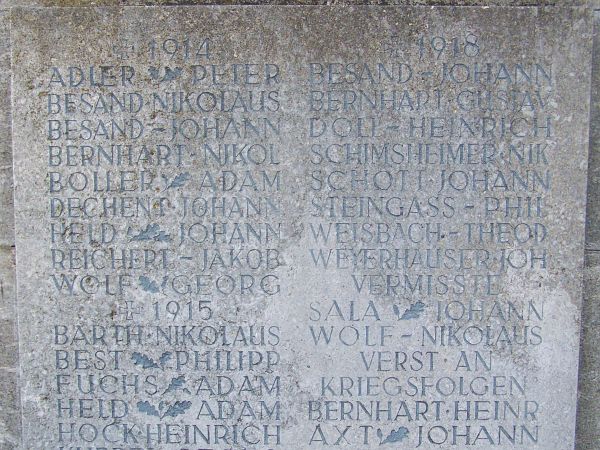 ✠ 1914
ADLER PETER
BESAND NIKOLAUS
BESAND - JOHANN
BERNHART · NIKOL
BOLLER ADAM
DECHENT JOHANN
HELD JOHANN
REICHERT - JAKOB
WOLF GEORG
✠ 1915
BARTH · NIKOLAUS
BEST PHILIPP
FUCHS ADAM
HELD ADAM
HOCK HEINRICH
✠ 1918
BESAND - JOHANN
BERNHART · GUSTAV
DOLL - HEINRICH
SCHIMSHEIMER · NIK
SCHOTT JOHANN
STEINGASS - PHIL
WEISBACH - THEOD
WEYERHÄUSER · JOH
VERMISSTE
SALA JOHANN
WOLF - NIKOLAUS
VERST AN
KRIEGSFOLGEN
BERNHART · HEINR
AXT JOHANN